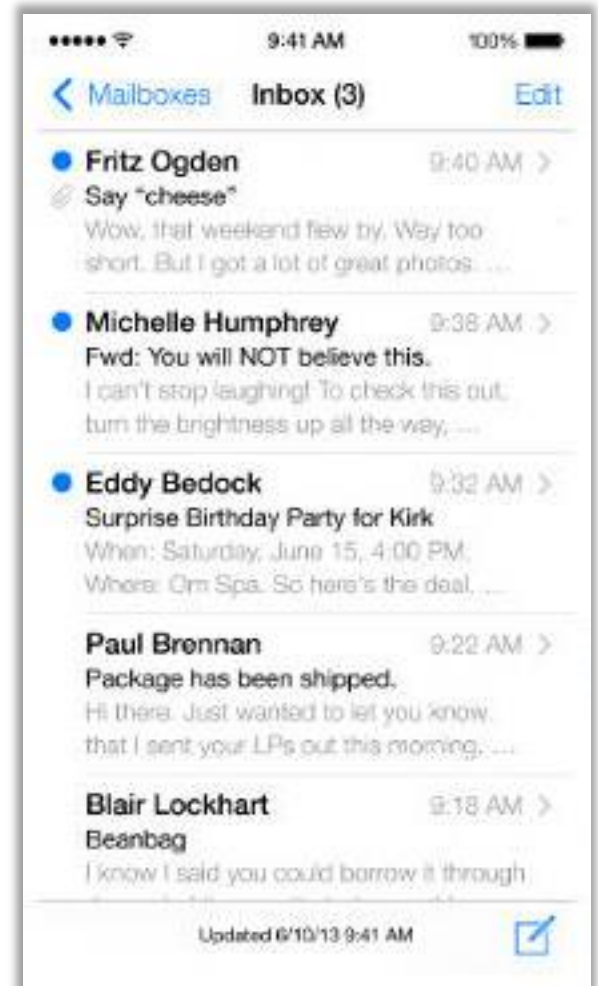 9:41 AM 100%
Mailboxes Inbox (3) Edit
Fritz Ogden 9:40 AM
Say "cheese"
Wow, that weekend flew by. Way too
short. But I got a lot of great photos. ...
Michelle Humphrey 9:38 AM
Fwd: You will NOT believe this.
I can't stop laughing! To check this out,
turn the brightness up all the way, ...
Eddy Bedock 9:32 AM
Surprise Birthday Party for Kirk
When: Saturday, June 15, 4:00 PM.
Where: Om Spa. So here's the deal, ...
Paul Brennan 9:22 AM
Package has been shipped.
Hi there. Just wanted to let you know
that I sent your LPs out this morning, ...
Blair Lockhart 9:18 AM
Beanbag
I know I said you could borrow it through
Updated 6/10/13 9:41 AM